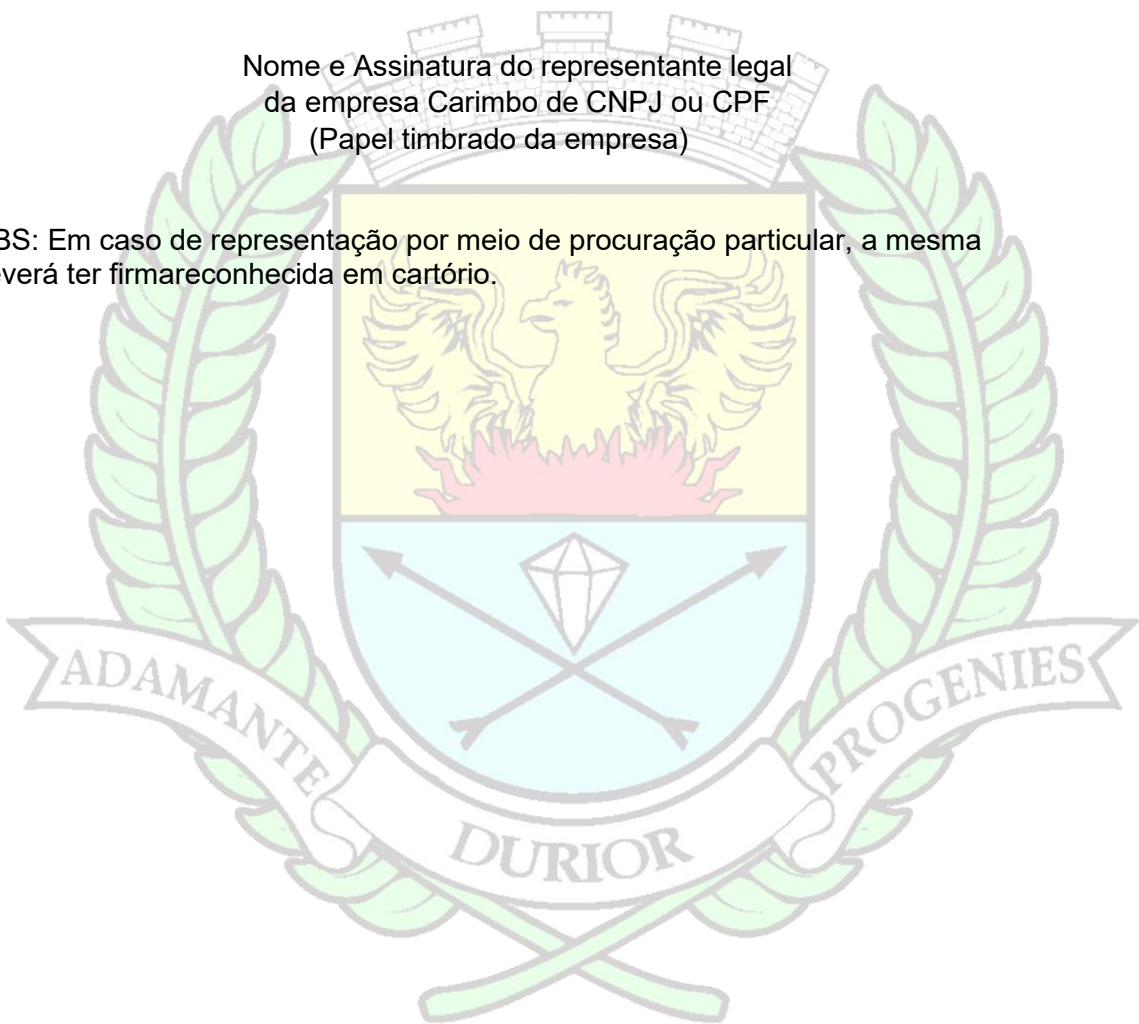 Nome e Assinatura do representante legal
da empresa Carimbo de CNPJ ou CPF
(Papel timbrado da empresa)
BS: Em caso de representação por meio de procuração particular, a mesma
everá ter firmareconhecida em cartório.
ADAMANTE
DURIOR
PROGENIES